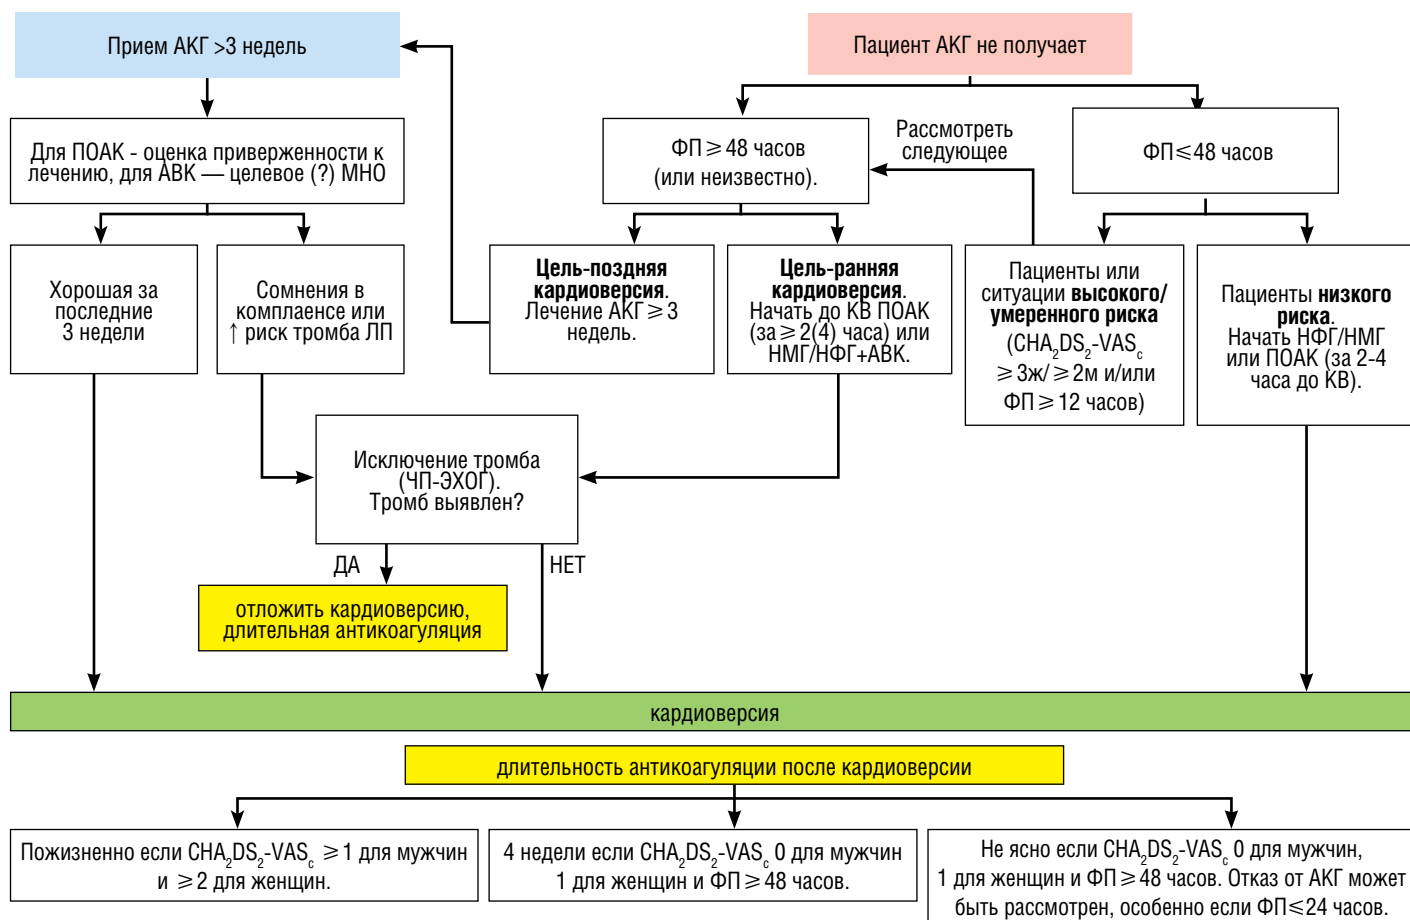 Прием АКГ >3 недель
Пациент АКГ не получает
Для ПОАК - оценка приверженности к
лечению, для АВК — целевое (?) МНО
ФП ≥ 48 часов
(или неизвестно).
Рассмотреть
следующее
ФП ≤ 48 часов
Хорошая за
последние
3 недели
Сомнения в
комплаенсе или
↑ риск тромба ЛП
Цель-поздняя
кардиоверсия.
Лечение АКГ ≥ 3
недель.
Цель-ранняя
кардиоверсия.
Начать до КВ ПОАК
(за ≥ 2(4) часа) или
НМГ/НФГ+АВК.
Пациенты или
ситуации высокого/
умеренного риска
(CHA₂DS₂-VASc
≥ 3ж/ ≥ 2м и/или
ФП ≥ 12 часов)
Пациенты низкого
риска.
Начать НФГ/НМГ
или ПОАК (за 2-4
часа до КВ).
Исключение тромба
(ЧП-ЭХОГ).
Тромб выявлен?
ДА
НЕТ
отложить кардиоверсию,
длительная антикоагуляция
кардиоверсия
длительность антикоагуляции после кардиоверсии
Пожизненно если CHA₂DS₂-VASc ≥ 1 для мужчин
и ≥ 2 для женщин.
4 недели если CHA₂DS₂-VASc 0 для мужчин
1 для женщин и ФП ≥ 48 часов.
Не ясно если CHA₂DS₂-VASc 0 для мужчин,
1 для женщин и ФП ≥ 48 часов. Отказ от АКГ может
быть рассмотрен, особенно если ФП ≤ 24 часов.